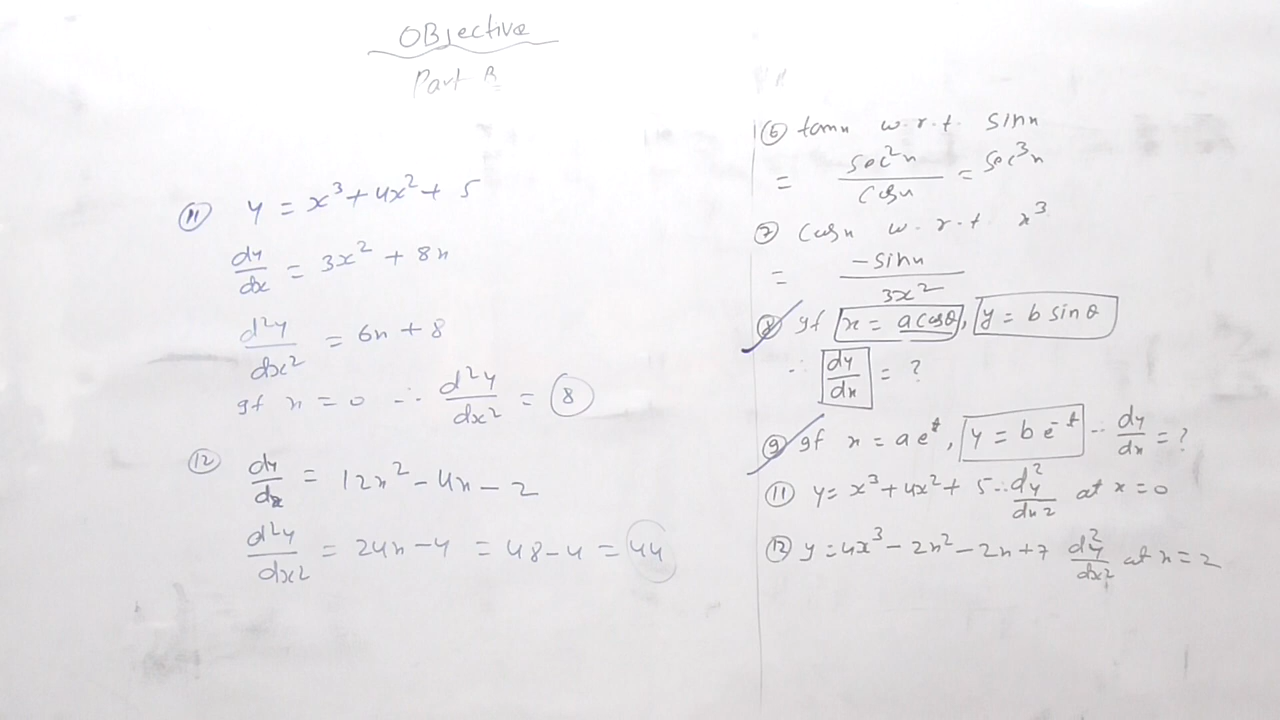 OBjective
Part B
⑪ y = x³ + 4x² + 5
dy/dx = 3x² + 8x
d²y/dx² = 6x + 8
If x = 0 ∴ d²y/dx² = 8
⑫ dy/dx = 12x² - 4x - 2
d²y/dx² = 24x - 4 = 48 - 4 = 44
⑥ tanx w.r.t. sinx
= sec²x/cosx = sec³x
⑦ cosx w.r.t x³
= -sinx/3x²
⑧ If x = a cosθ, y = b sinθ
∴ dy/dx = ?
⑨ If x = ae^t, y = be^-t ∴ dy/dx = ?
⑪ y = x³ + 4x² + 5 ∴ d²y/dx² at x = 0
⑫ y = 4x³ - 2x² - 2x + 7 d²y/dx² at x = 2